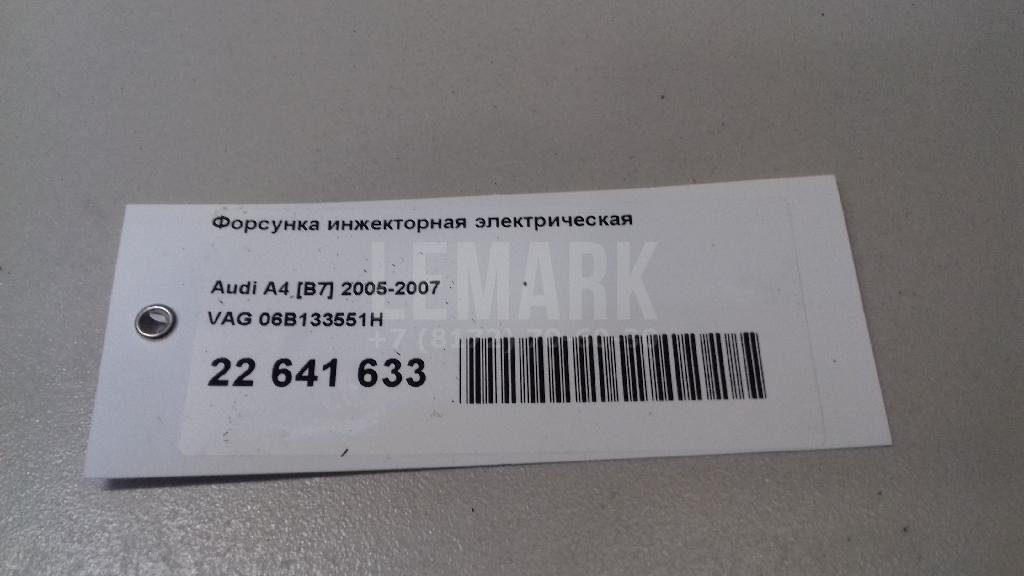 Форсунка инжекторная электрическая
LEMARK
Audi A4 [B7] 2005-2007
VAG 06B133551H
22 641 633